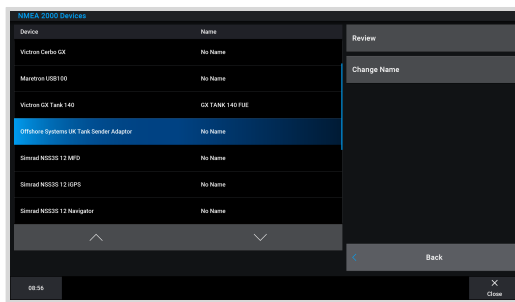 NMEA 2000 Devices
Device Name
Review
Victron Cerbo GX No Name
Change Name
Maretron USB100 No Name
Victron GX Tank 140 GX TANK 140 FUE
Offshore Systems UK Tank Sender Adaptor No Name
Simrad NSS3S 12 MFD No Name
Simrad NSS3S 12 iGPS No Name
Simrad NSS3S 12 Navigator No Name
Back
08:56
Close